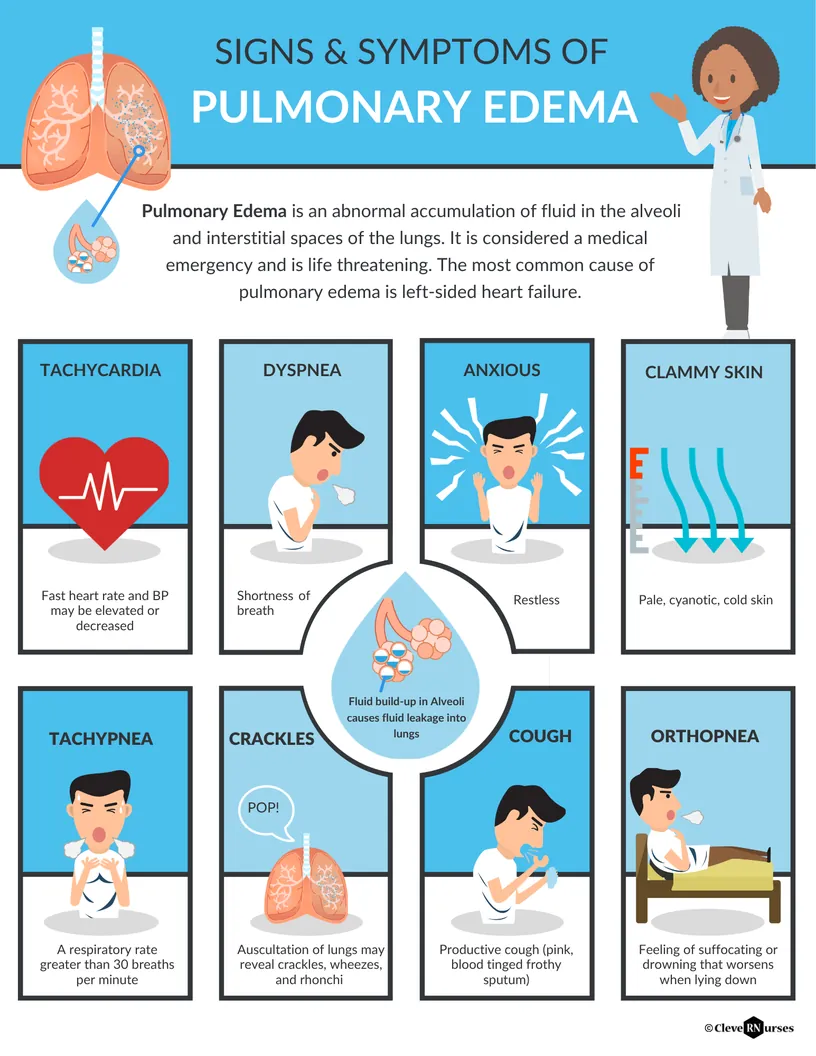 SIGNS & SYMPTOMS OF
PULMONARY EDEMA
Pulmonary Edema is an abnormal accumulation of fluid in the alveoli
and interstitial spaces of the lungs. It is considered a medical
emergency and is life threatening. The most common cause of
pulmonary edema is left-sided heart failure.
TACHYCARDIA
Fast heart rate and BP
may be elevated or
decreased
DYSPNEA
Shortness of
breath
ANXIOUS
Restless
CLAMMY SKIN
Pale, cyanotic, cold skin
Fluid build-up in Alveoli
causes fluid leakage into
lungs
TACHYPNEA
A respiratory rate
greater than 30 breaths
per minute
CRACKLES
POP!
Auscultation of lungs may
reveal crackles, wheezes,
and rhonchi
COUGH
Productive cough (pink,
blood tinged frothy
sputum)
ORTHOPNEA
Feeling of suffocating or
drowning that worsens
when lying down
©CleveRNurses